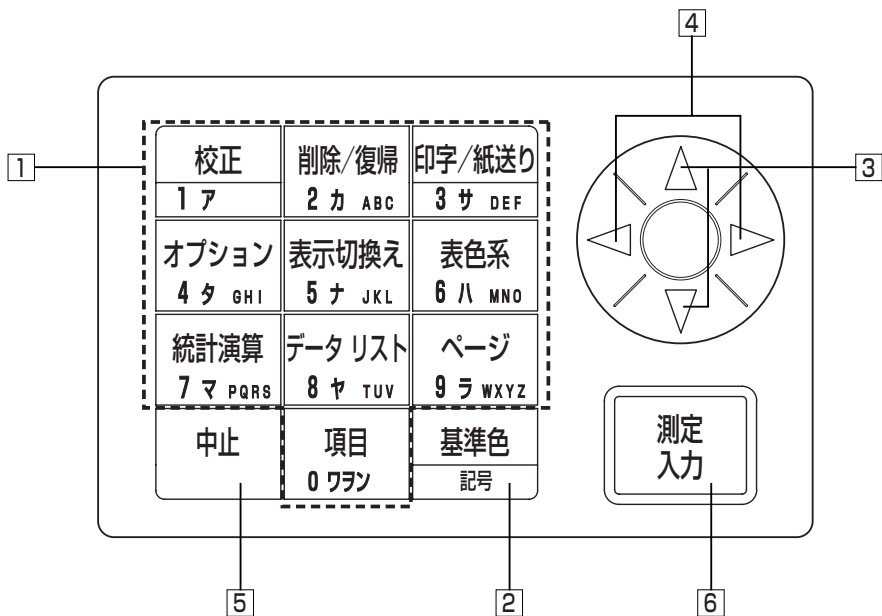 4
1
3
校正
削除/復帰
印字/紙送り
1 ア
2 カ ABC
3 サ DEF
オプション
表示切換え
表色系
4 タ GHI
5 ナ JKL
6 ハ MNO
統計演算
データ リスト
ページ
7 マ PQRS
8 ヤ TUV
9 ラ WXYZ
中止
項目
基準色
0 ワヲン
記号
測定
入力
5
2
6